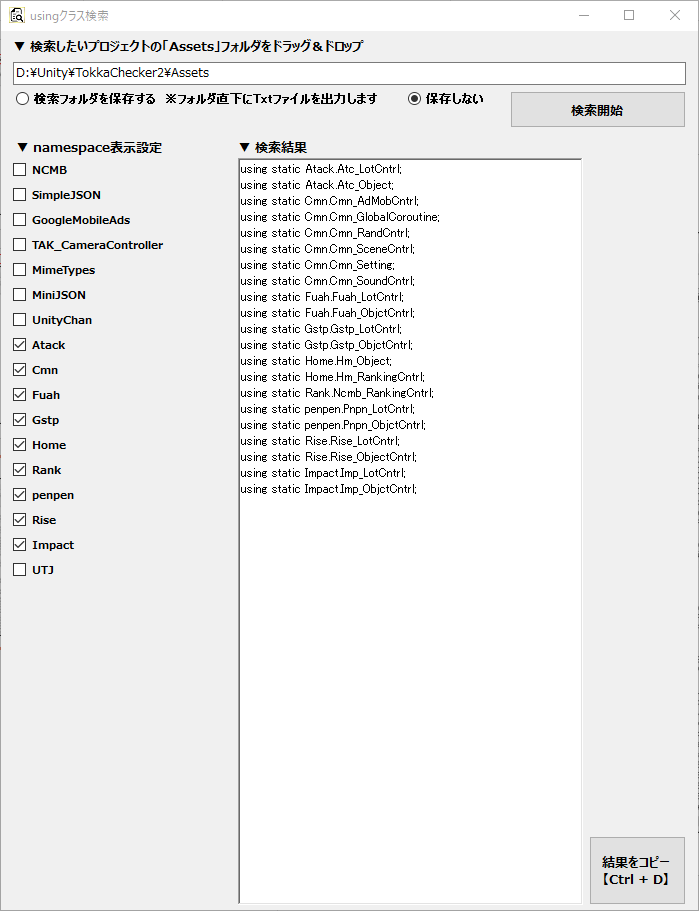 usingクラス検索
▼ 検索したいプロジェクトの「Assets」フォルダをドラッグ＆ドロップ
D:¥Unity¥TokkaChecker2¥Assets
検索フォルダを保存する ※フォルダ直下にTxtファイルを出力します
保存しない
検索開始
▼ namespace表示設定
NCMB
SimpleJSON
GoogleMobileAds
TAK_CameraController
MimeTypes
MiniJSON
UnityChan
Atack
Cmn
Fuah
Gstp
Home
Rank
penpen
Rise
Impact
UTJ
▼ 検索結果
using static Atack.Atc_LotCntrl;
using static Atack.Atc_Object;
using static Cmn.Cmn_AdMobCntrl;
using static Cmn.Cmn_GlobalCoroutine;
using static Cmn.Cmn_RandCntrl;
using static Cmn.Cmn_SceneCntrl;
using static Cmn.Cmn_Setting;
using static Cmn.Cmn_SoundCntrl;
using static Fuah.Fuah_LotCntrl;
using static Fuah.Fuah_ObjctCntrl;
using static Gstp.Gstp_LotCntrl;
using static Gstp.Gstp_ObjctCntrl;
using static Home.Hm_Object;
using static Home.Hm_RankingCntrl;
using static Rank.Ncmb_RankingCntrl;
using static penpen.Pnpn_LotCntrl;
using static penpen.Pnpn_ObjctCntrl;
using static Rise.Rise_LotCntrl;
using static Rise.Rise_ObjectCntrl;
using static Impact.Imp_LotCntrl;
using static Impact.Imp_ObjctCntrl;
結果をコピー
【Ctrl + D】